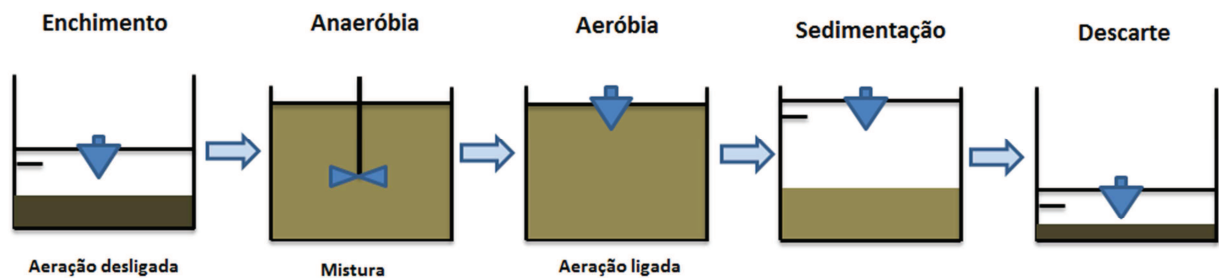 Enchimento
Anaeróbia
Aeróbia
Sedimentação
Descarte
Aeração desligada
Mistura
Aeração ligada